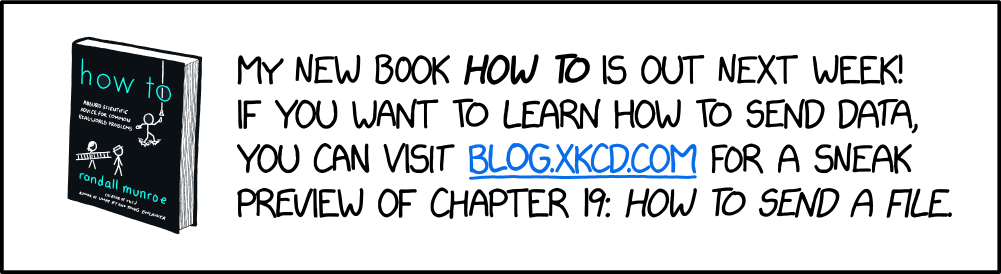 how to
ABSURD SCIENTIFIC
ADVICE FOR COMMON
REAL-WORLD PROBLEMS
randall munroe
CREATOR OF XKCD
AUTHOR OF WHAT IF? AND THING EXPLAINER
MY NEW BOOK HOW TO IS OUT NEXT WEEK!
IF YOU WANT TO LEARN HOW TO SEND DATA,
YOU CAN VISIT BLOG.XKCD.COM FOR A SNEAK
PREVIEW OF CHAPTER 19: HOW TO SEND A FILE.